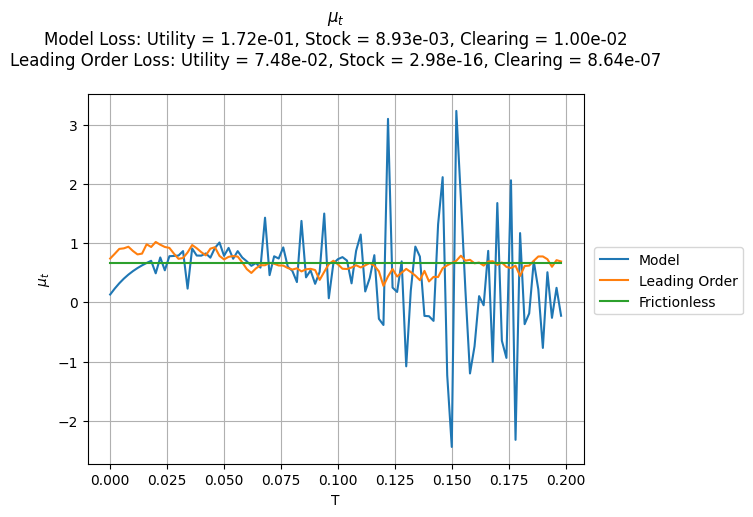 μt
Model Loss: Utility = 1.72e-01, Stock = 8.93e-03, Clearing = 1.00e-02
Leading Order Loss: Utility = 7.48e-02, Stock = 2.98e-16, Clearing = 8.64e-07
3
2
1
0
−1
−2
μt
0.000
0.025
0.050
0.075
0.100
0.125
0.150
0.175
0.200
T
Model
Leading Order
Frictionless